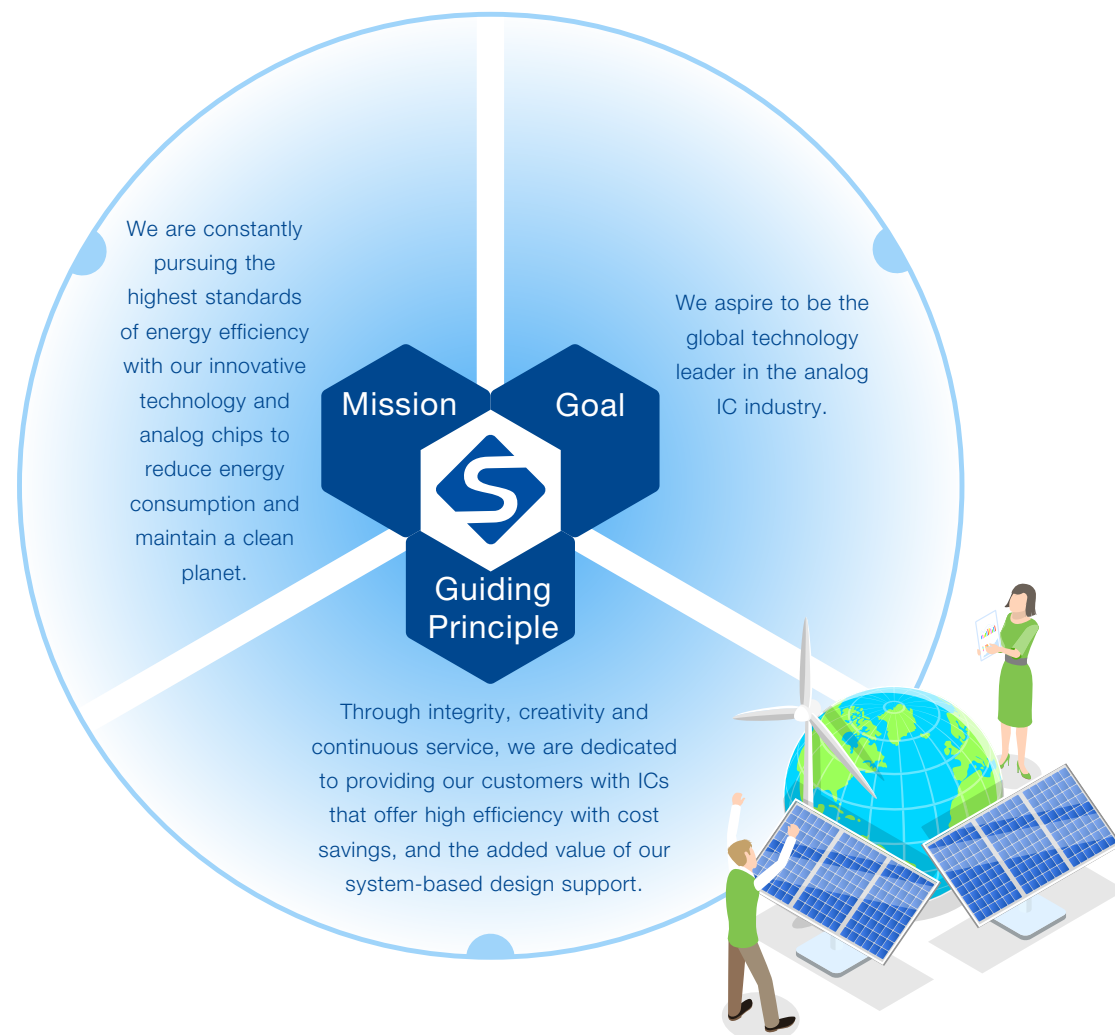 Mission
We are constantly
pursuing the
highest standards
of energy efficiency
with our innovative
technology and
analog chips to
reduce energy
consumption and
maintain a clean
planet.
Goal
We aspire to be the
global technology
leader in the analog
IC industry.
Guiding
Principle
Through integrity, creativity and
continuous service, we are dedicated
to providing our customers with ICs
that offer high efficiency with cost
savings, and the added value of our
system-based design support.